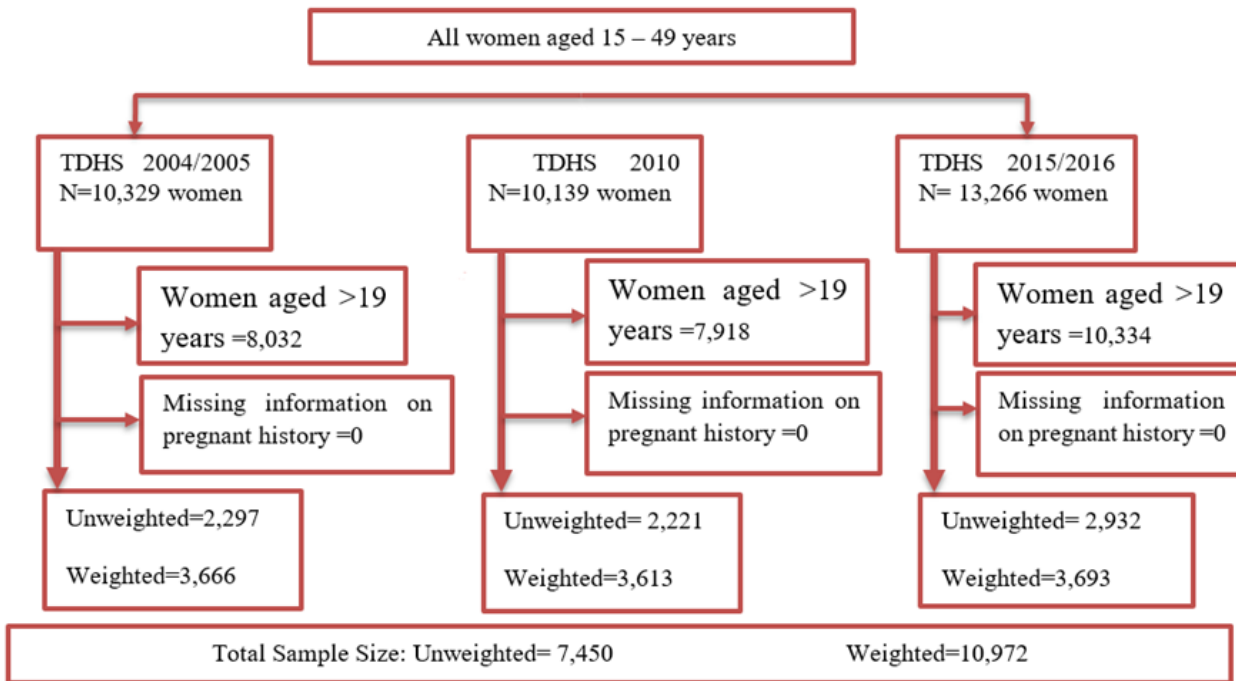 All women aged 15 – 49 years
TDHS 2004/2005
N=10,329 women
TDHS 2010
N=10,139 women
TDHS 2015/2016
N= 13,266 women
Women aged >19
years =8,032
Women aged >19
years =7,918
Women aged >19
years =10,334
Missing information on
pregnant history =0
Missing information on
pregnant history =0
Missing information
on pregnant history =0
Unweighted=2,297
Weighted=3,666
Unweighted= 2,221
Weighted=3,613
Unweighted= 2,932
Weighted=3,693
Total Sample Size: Unweighted= 7,450 Weighted=10,972